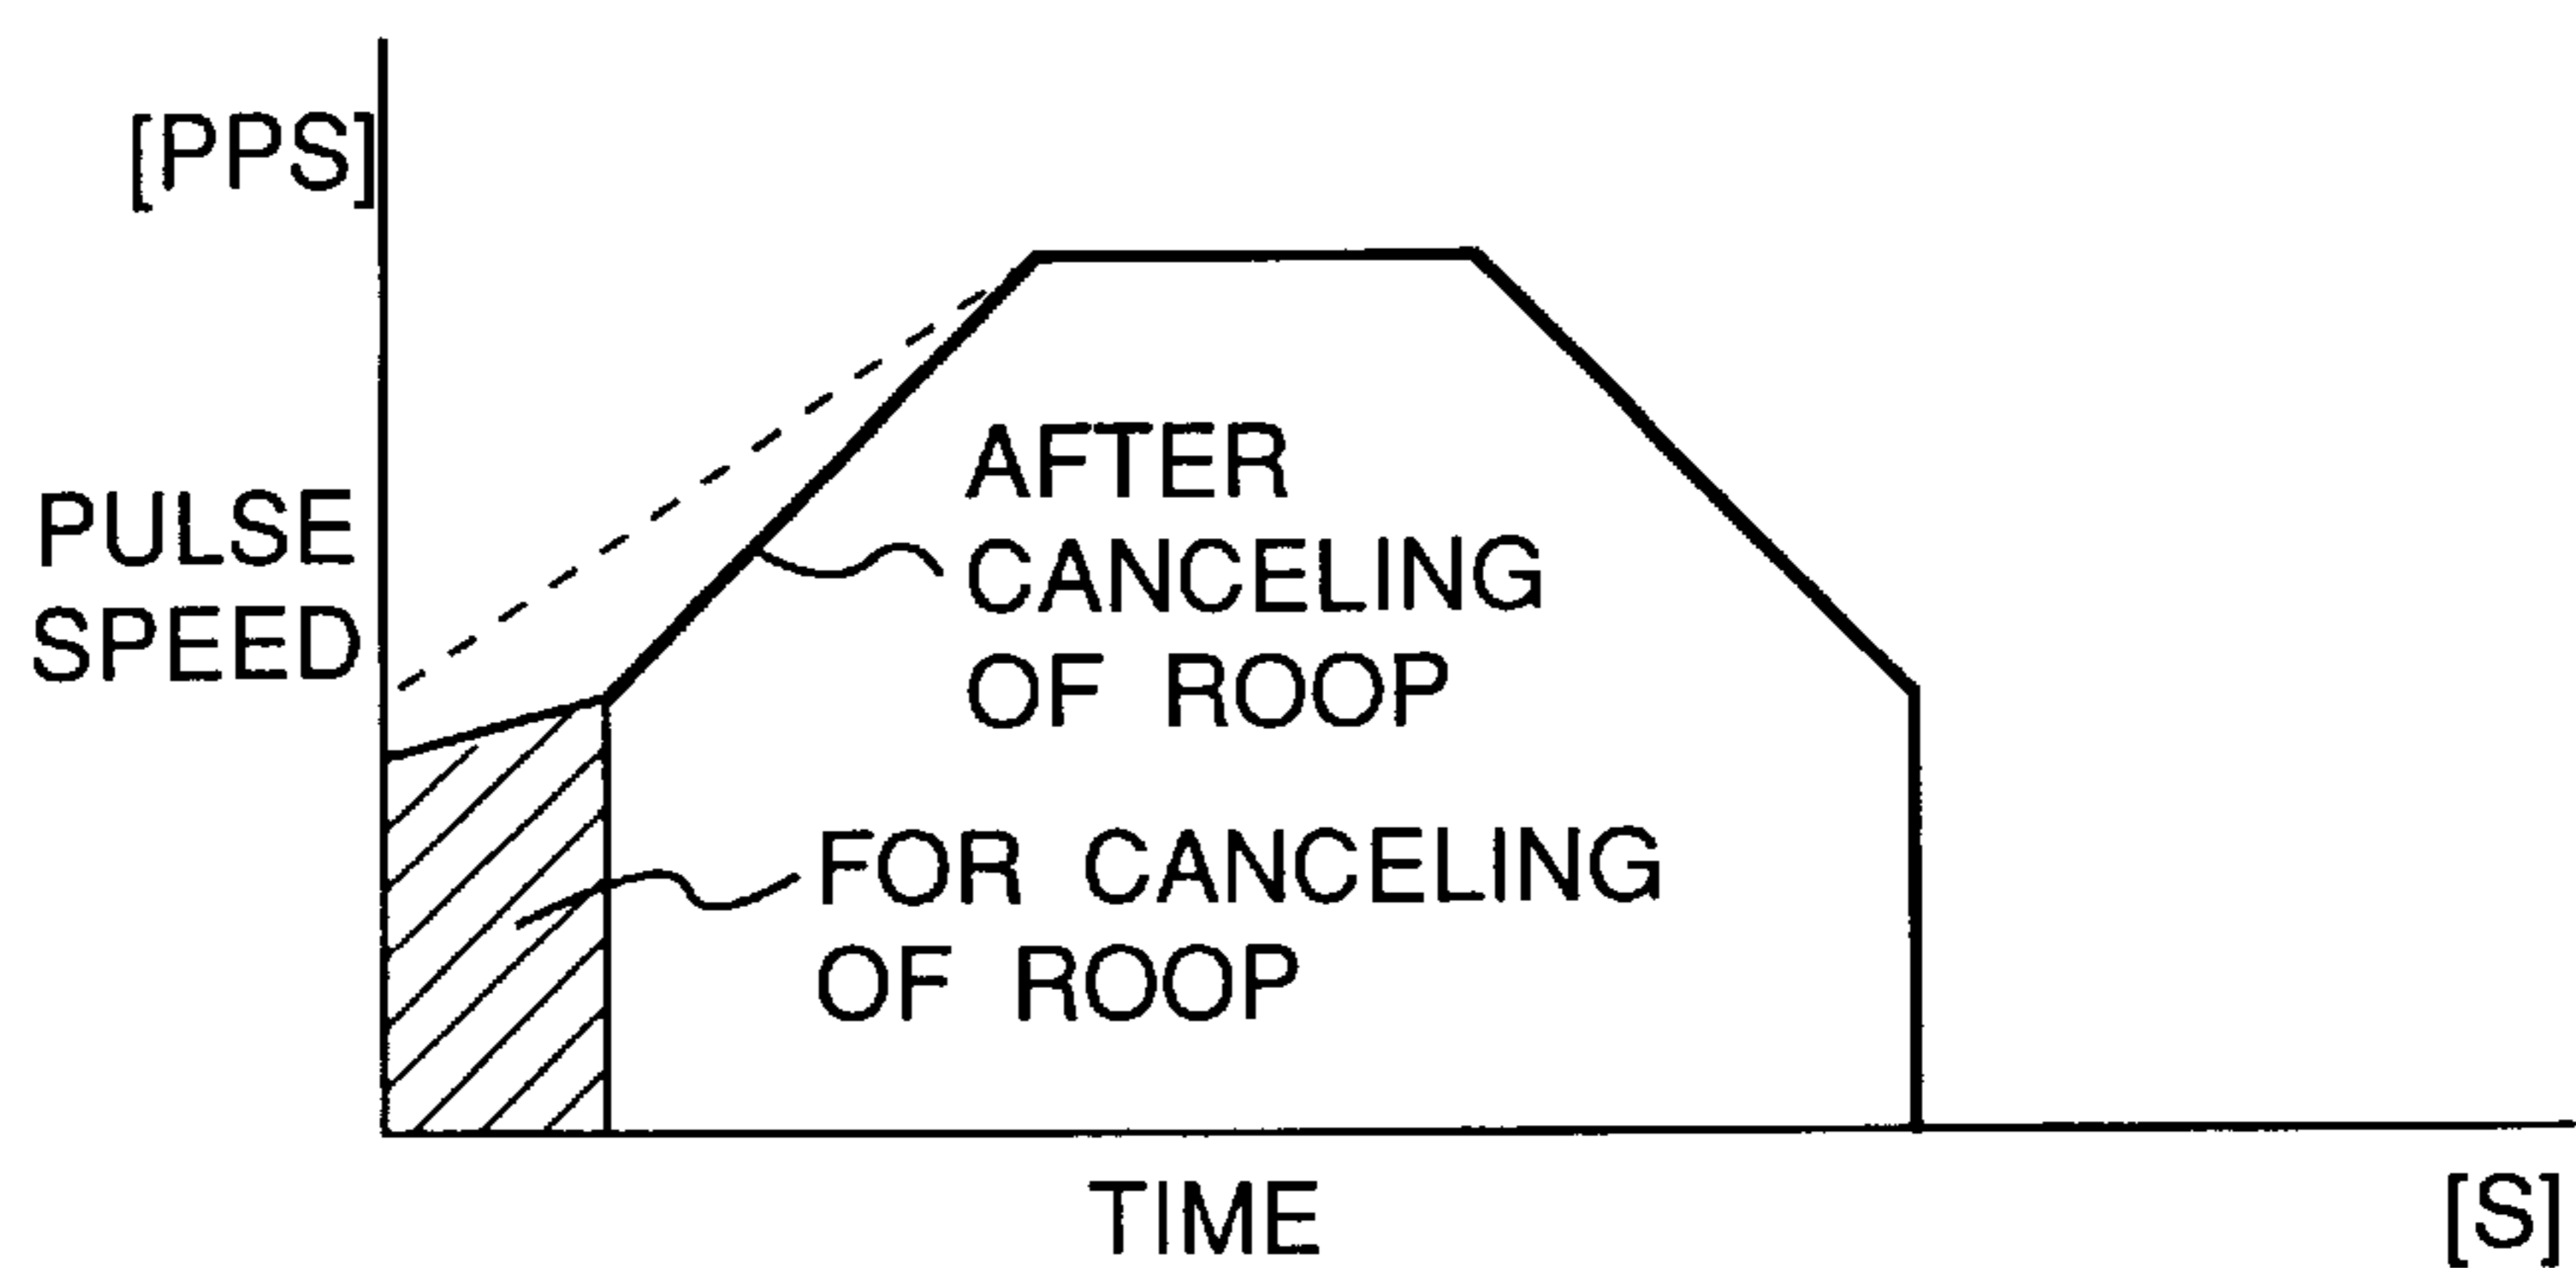 [PPS]
PULSE
SPEED
AFTER
CANCELING
OF ROOP
FOR CANCELING
OF ROOP
TIME
[S]